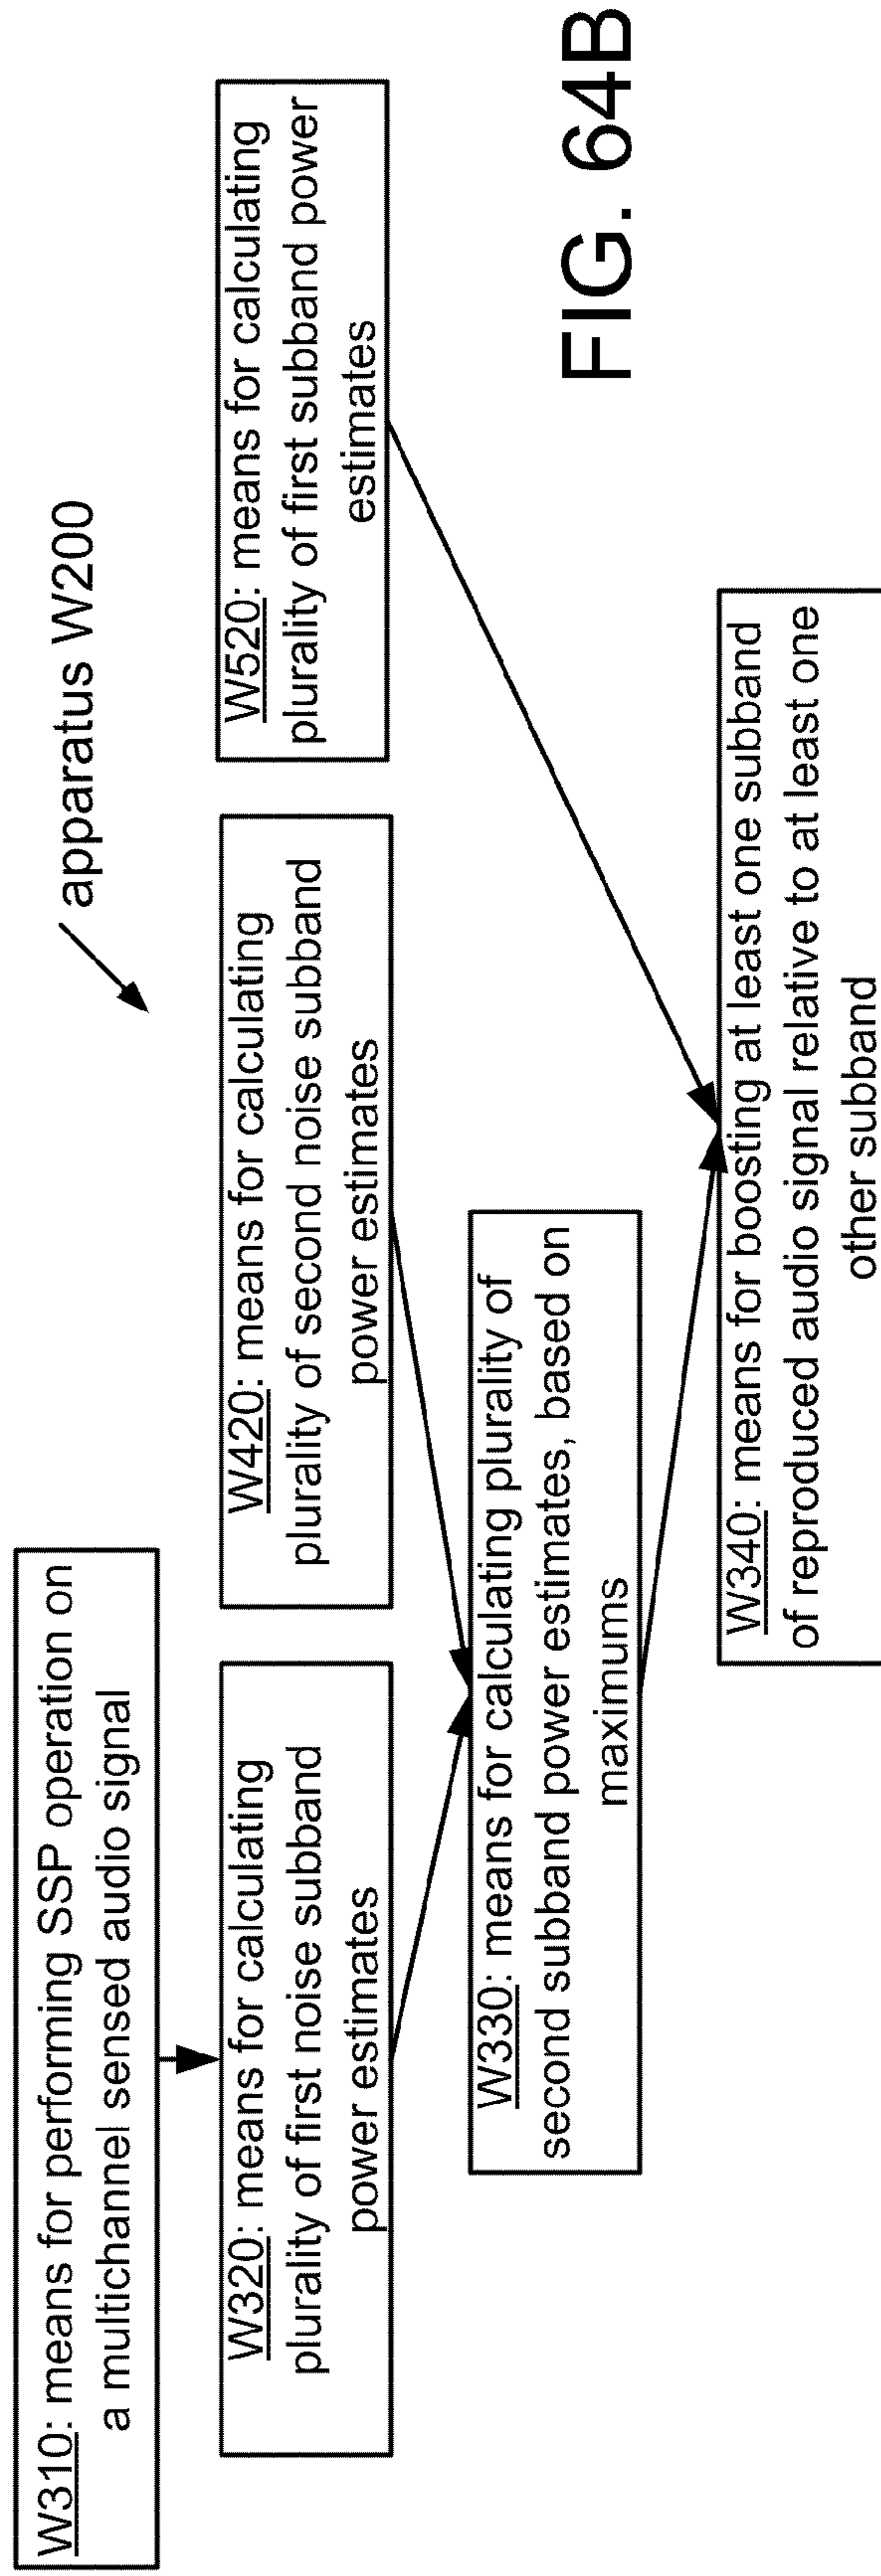 apparatus W200
W310: means for performing SSP operation on
a multichannel sensed audio signal
W320: means for calculating
plurality of first noise subband
power estimates
W420: means for calculating
plurality of second noise subband
power estimates
W520: means for calculating
plurality of first subband power
estimates
W330: means for calculating plurality of
second subband power estimates, based on
maximums
W340: means for boosting at least one subband
of reproduced audio signal relative to at least one
other subband
FIG. 64B